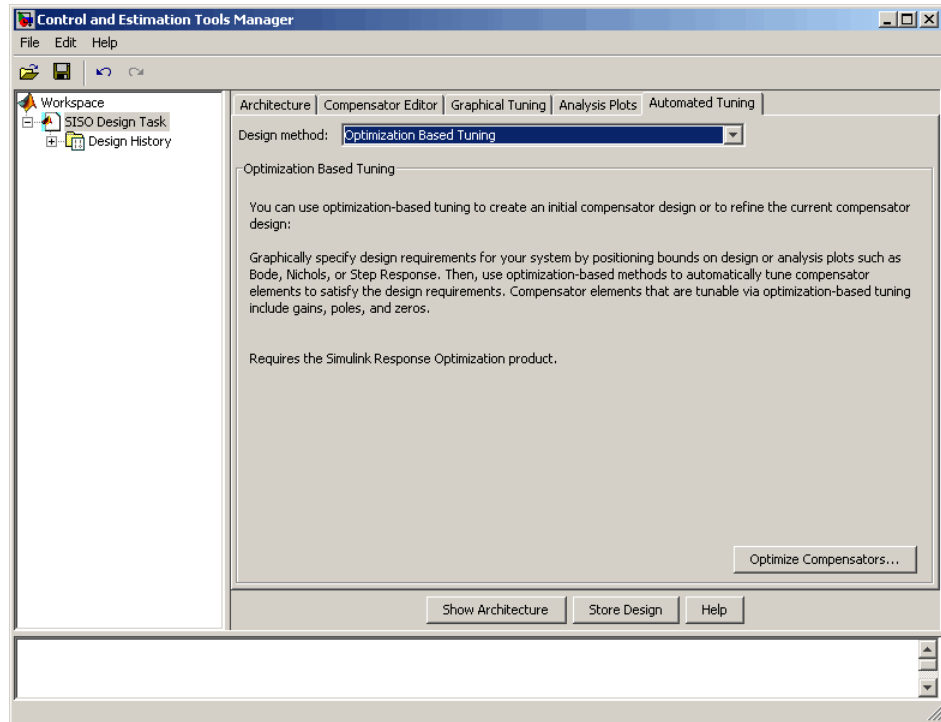 Control and Estimation Tools Manager
File Edit Help
Workspace
SISO Design Task
Design History
Architecture Compensator Editor Graphical Tuning Analysis Plots Automated Tuning
Design method: Optimization Based Tuning
Optimization Based Tuning
You can use optimization-based tuning to create an initial compensator design or to refine the current compensator
design:
Graphically specify design requirements for your system by positioning bounds on design or analysis plots such as
Bode, Nichols, or Step Response. Then, use optimization-based methods to automatically tune compensator
elements to satisfy the design requirements. Compensator elements that are tunable via optimization-based tuning
include gains, poles, and zeros.
Requires the Simulink Response Optimization product.
Optimize Compensators...
Show Architecture Store Design Help